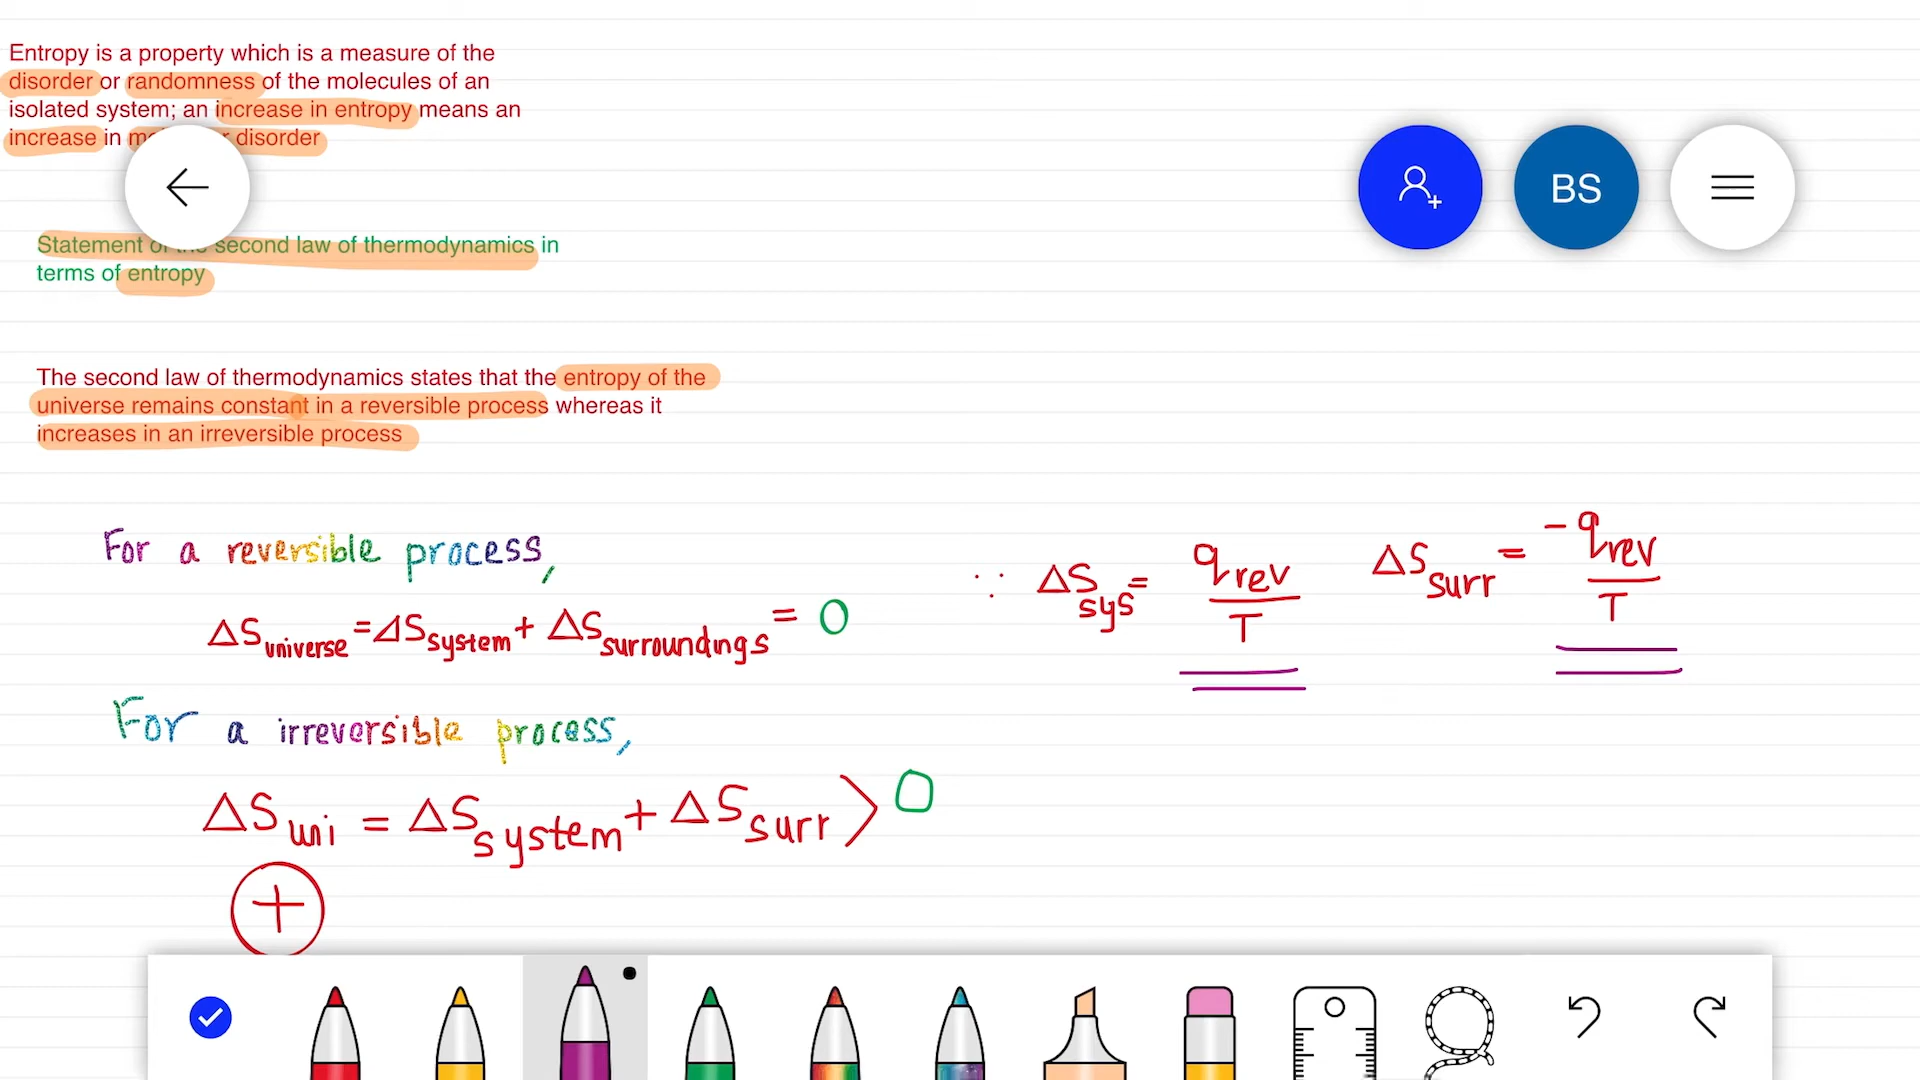 Entropy is a property which is a measure of the
disorder or randomness of the molecules of an
isolated system; an increase in entropy means an
increase in disorder
BS
Statement second law of thermodynamics in
terms of entropy
The second law of thermodynamics states that the entropy of the
universe remains constant in a reversible process whereas it
increases in an irreversible process
For a reversible process,
ΔS universe = ΔS system + ΔS surroundings = 0
∵ ΔS sys = q rev / T
ΔS surr = -q rev / T
For a irreversible process,
ΔS uni = ΔS system + ΔS surr > 0
+